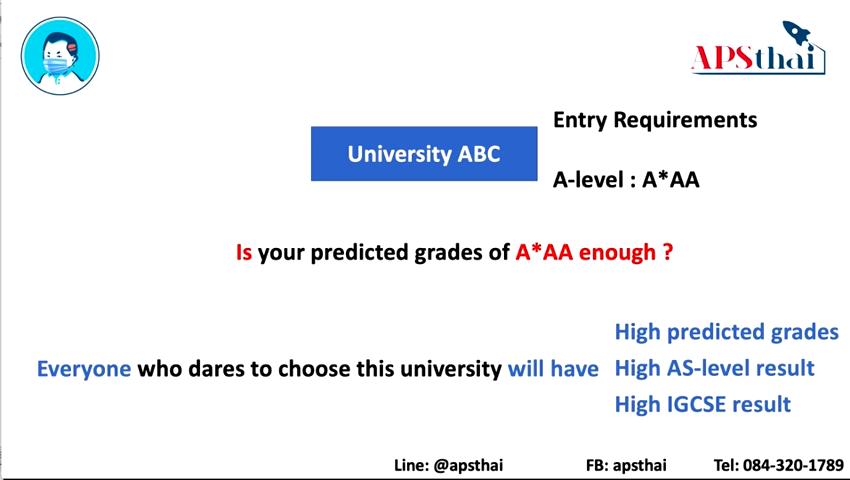 APSthai
Entry Requirements
University ABC
A-level : A*AA
Is your predicted grades of A*AA enough ?
High predicted grades
Everyone who dares to choose this university will have High AS-level result
High IGCSE result
Line: @apsthai FB: apsthai Tel: 084-320-1789